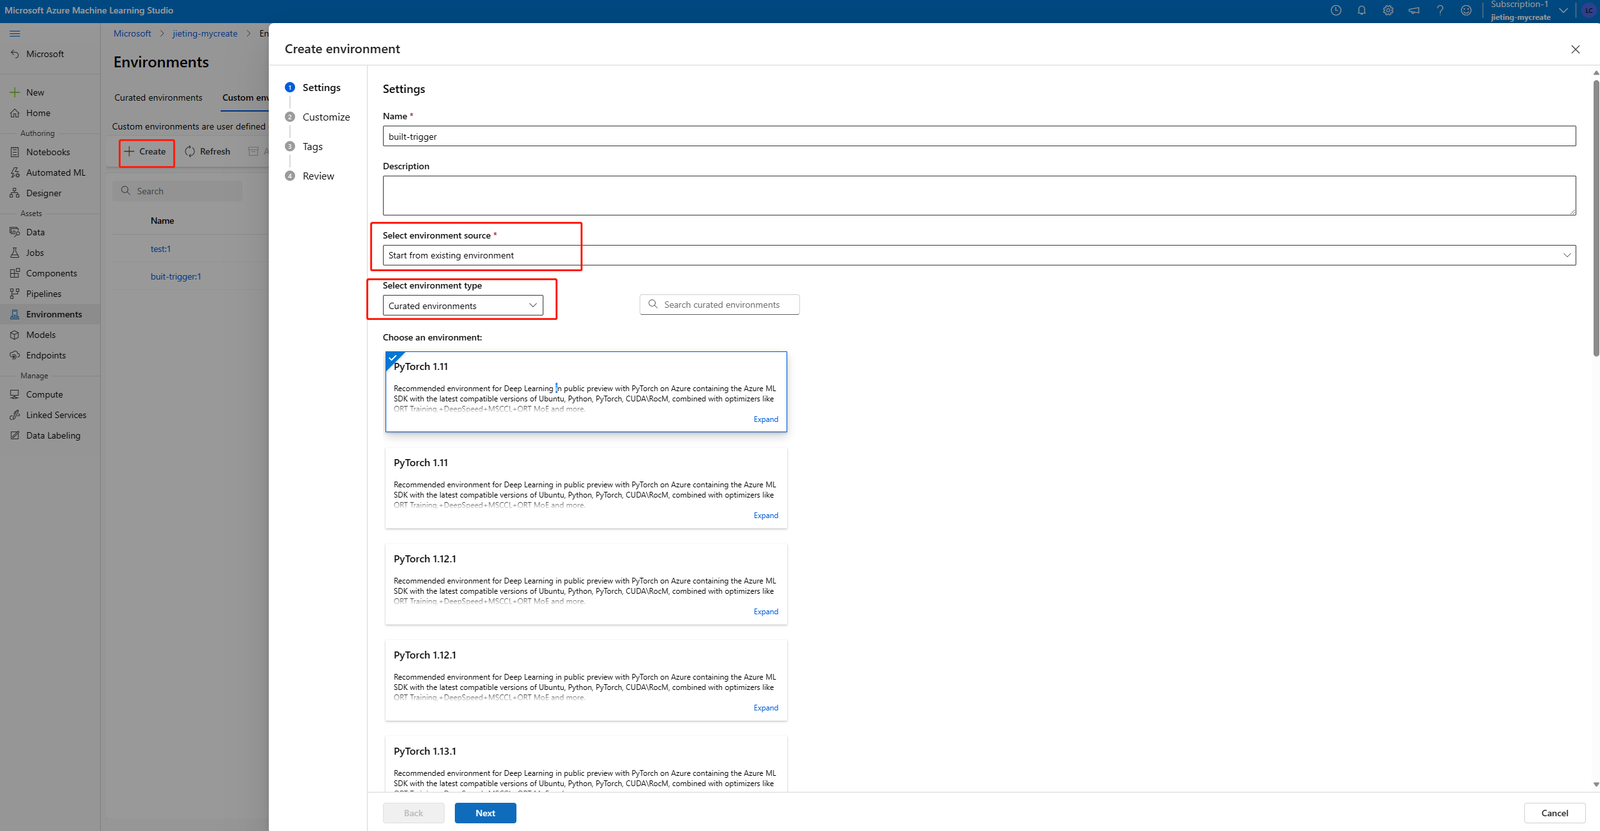 Microsoft Azure Machine Learning Studio
Subscription-1
jieting-mycreate
LC
Microsoft
New
Home
Authoring
Notebooks
Automated ML
Designer
Assets
Data
Jobs
Components
Pipelines
Environments
Models
Endpoints
Manage
Compute
Linked Services
Data Labeling
Microsoft > jieting-mycreate > En
Environments
Curated environments Custom env
Custom environments are user defined
Create Refresh A
Search
Name
test:1
buit-trigger:1
Create environment
1 Settings
2 Customize
3 Tags
4 Review
Settings
Name *
built-trigger
Description
Select environment source *
Start from existing environment
Select environment type
Curated environments
Search curated environments
Choose an environment:
PyTorch 1.11
Recommended environment for Deep Learning in public preview with PyTorch on Azure containing the Azure ML
SDK with the latest compatible versions of Ubuntu, Python, PyTorch, CUDA\RocM, combined with optimizers like
ORT Training +DeepSpeed+MSCCL+ORT MoE and more.
Expand
PyTorch 1.11
Recommended environment for Deep Learning in public preview with PyTorch on Azure containing the Azure ML
SDK with the latest compatible versions of Ubuntu, Python, PyTorch, CUDA\RocM, combined with optimizers like
ORT Training +DeepSpeed+MSCCL+ORT MoE and more.
Expand
PyTorch 1.12.1
Recommended environment for Deep Learning in public preview with PyTorch on Azure containing the Azure ML
SDK with the latest compatible versions of Ubuntu, Python, PyTorch, CUDA\RocM, combined with optimizers like
ORT Training +DeepSpeed+MSCCL+ORT MoE and more.
Expand
PyTorch 1.12.1
Recommended environment for Deep Learning in public preview with PyTorch on Azure containing the Azure ML
SDK with the latest compatible versions of Ubuntu, Python, PyTorch, CUDA\RocM, combined with optimizers like
ORT Training +DeepSpeed+MSCCL+ORT MoE and more.
Expand
PyTorch 1.13.1
Recommended environment for Deep Learning in public preview with PyTorch on Azure containing the Azure ML
SDK with the latest compatible versions of Ubuntu, Python, PyTorch, CUDA\RocM, combined with optimizers like
Back Next Cancel